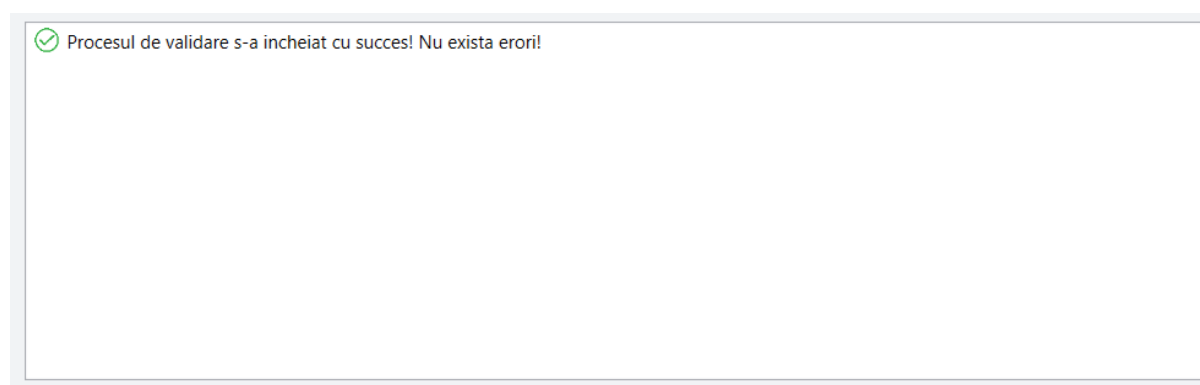 Procesul de validare s-a incheiat cu succes! Nu exista erori!